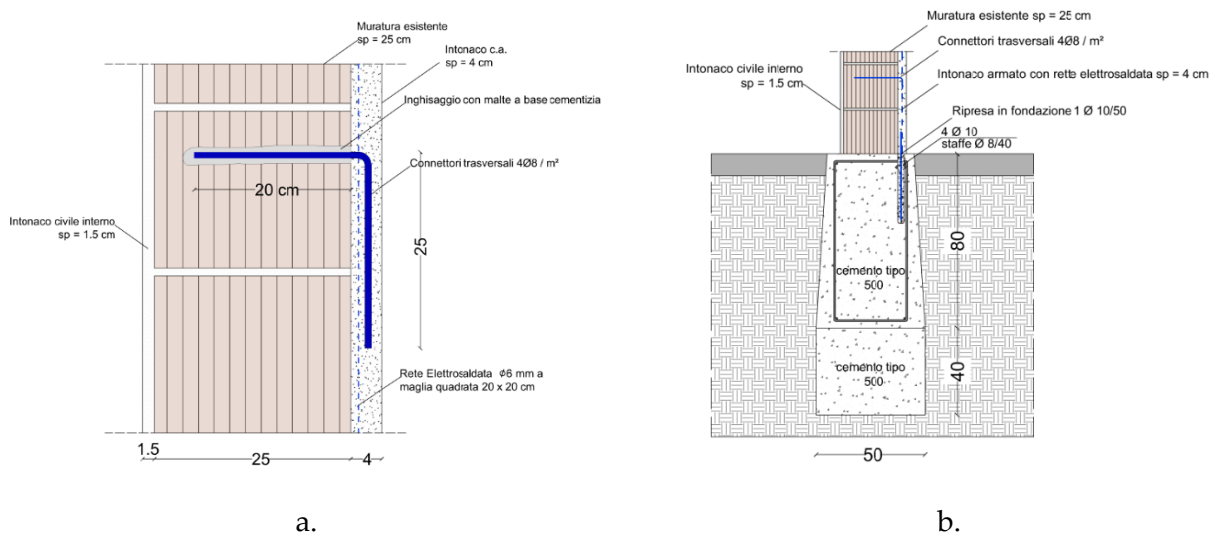 Muratura esistente
sp = 25 cm
Intonaco c.a.
sp = 4 cm
Inghisaggio con malte a base cementizia
Connettori trasversali 4Ø8 / m²
20 cm
25
Intonaco civile interno
sp = 1.5 cm
Rete Elettrosaldata ϕ6 mm a
maglia quadrata 20 x 20 cm
1.5
25
4
a.
Muratura esistente sp = 25 cm
Connettori trasversali 4Ø8 / m²
Intonaco civile interno
sp = 1.5 cm
Intonaco armato con rette elettrosaldata sp = 4 cm
Ripresa in fondazione 1 Ø 10/50
4 Ø 10
staffe Ø 8/40
80
cemento tipo
500
cemento tipo
500
40
50
b.